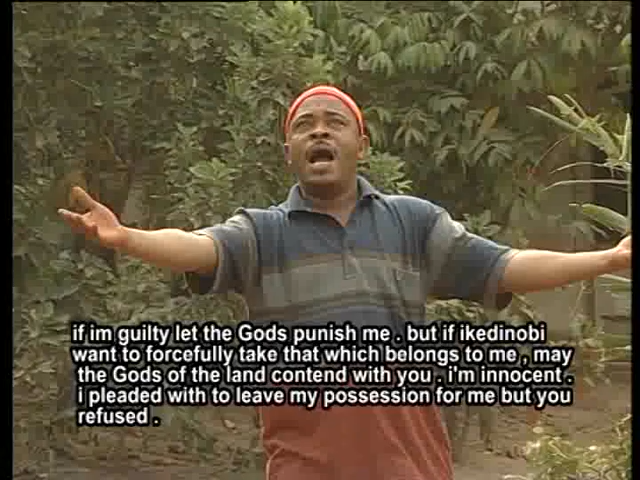 if im guilty let the Gods punish me . but if ikedinobi
want to forcefully take that which belongs to me , may
the Gods of the land contend with you . i'm innocent .
i pleaded with to leave my possession for me but you
refused .